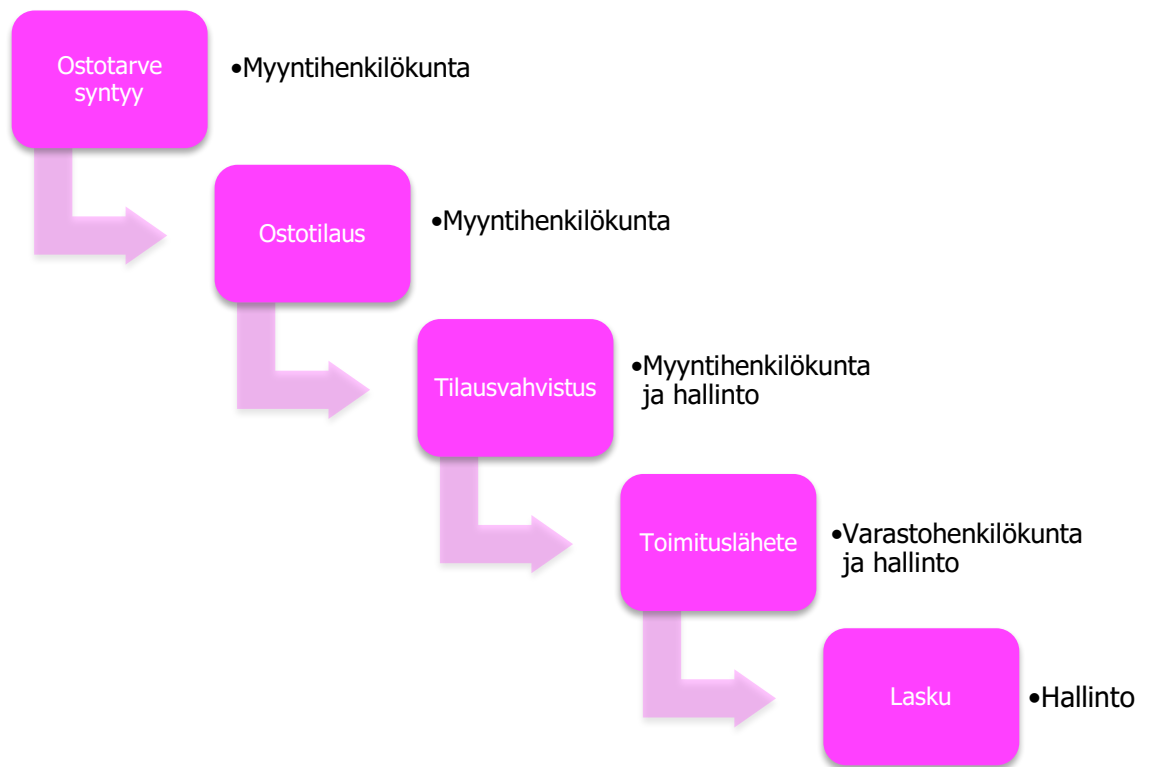 Ostotarve
syntyy
•Myyntihenkilökunta
Ostotilaus
•Myyntihenkilökunta
Tilausvahvistus
•Myyntihenkilökunta
ja hallinto
Toimituslähete
•Varastohenkilökunta
ja hallinto
Lasku
•Hallinto